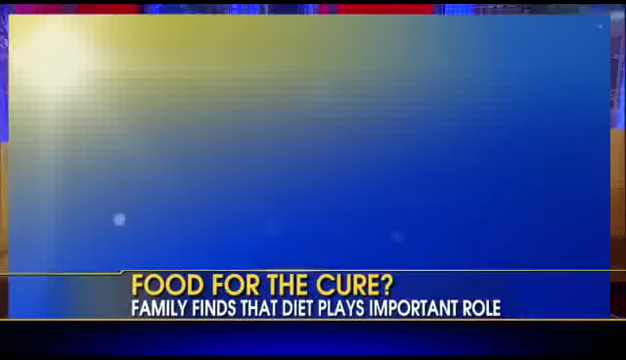 FOOD FOR THE CURE?
FAMILY FINDS THAT DIET PLAYS IMPORTANT ROLE